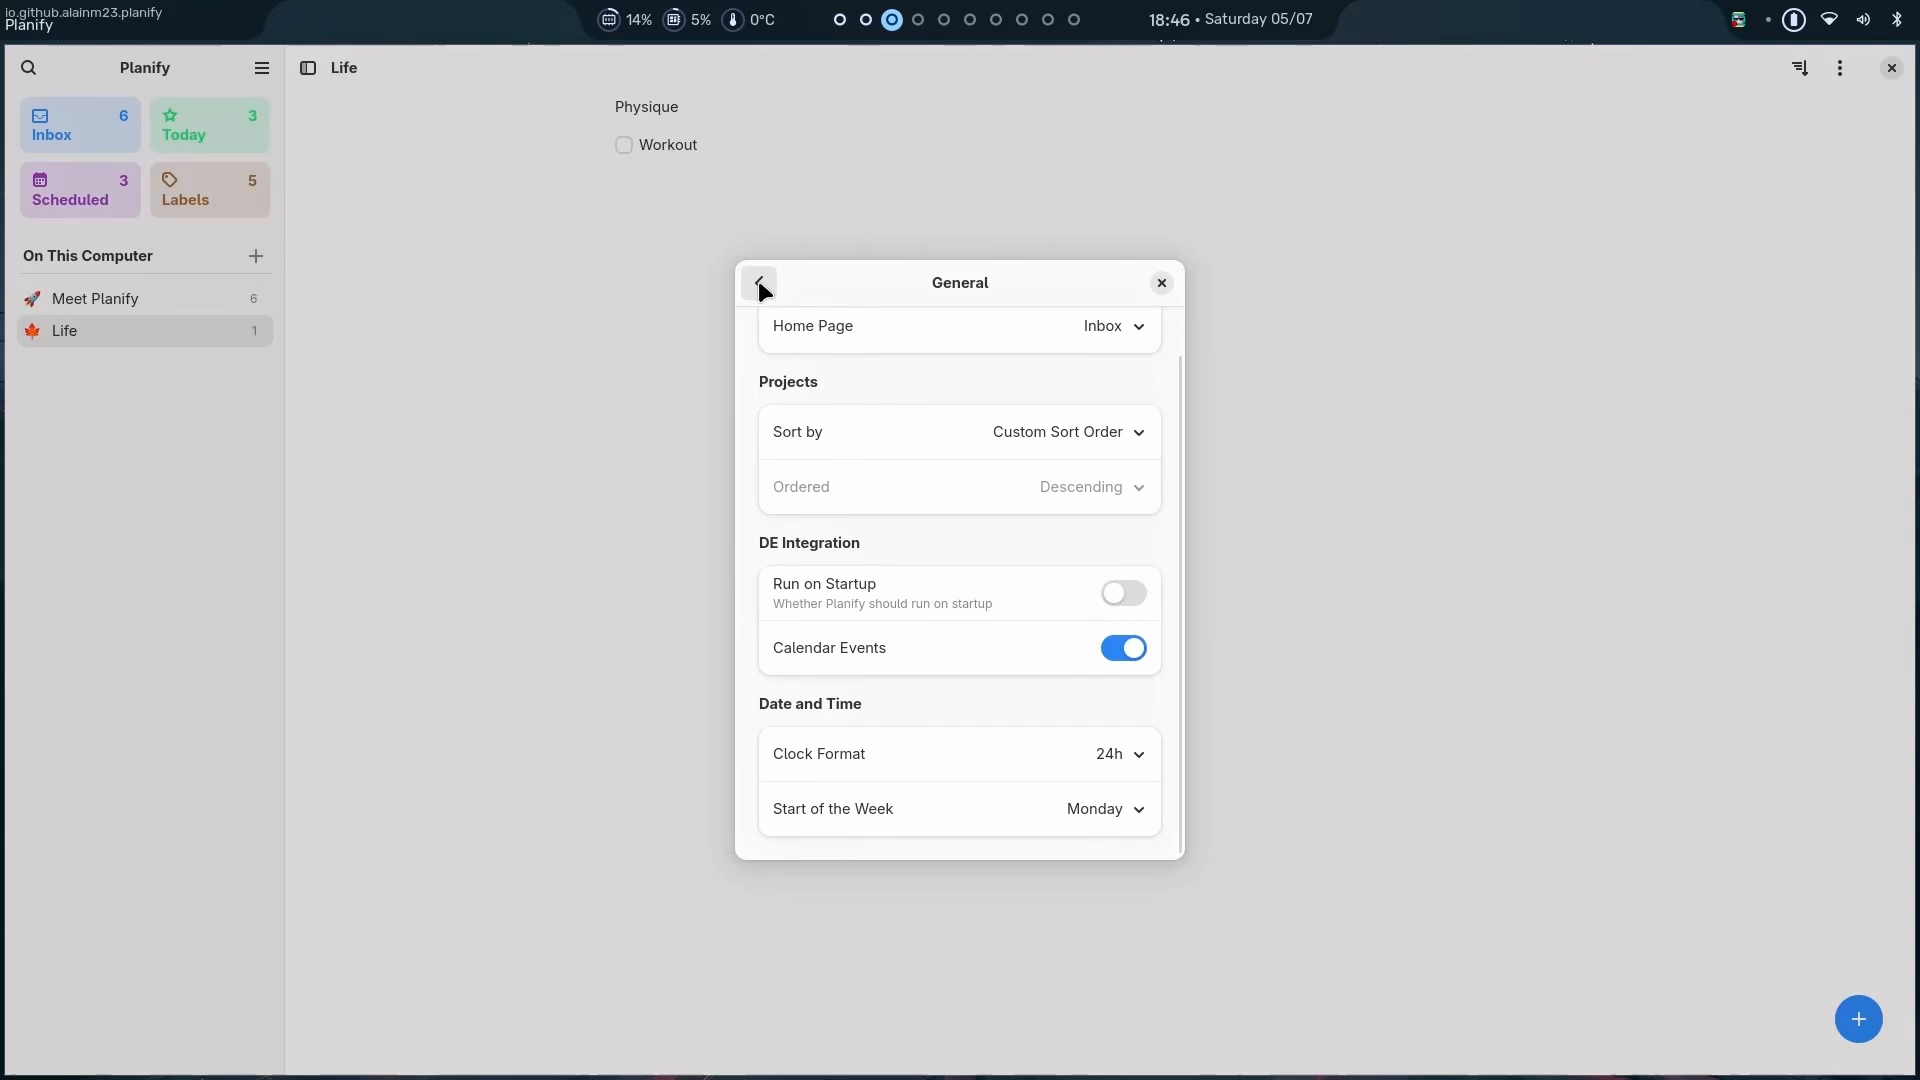 io.github.alainm23.planify
Planify
14%
5%
0°C
18:46 • Saturday 05/07
Planify
Life
Inbox
6
Today
3
Scheduled
3
Labels
5
On This Computer
Meet Planify
6
Life
1
Physique
Workout
General
Home Page
Inbox
Projects
Sort by
Custom Sort Order
Ordered
Descending
DE Integration
Run on Startup
Whether Planify should run on startup
Calendar Events
Date and Time
Clock Format
24h
Start of the Week
Monday